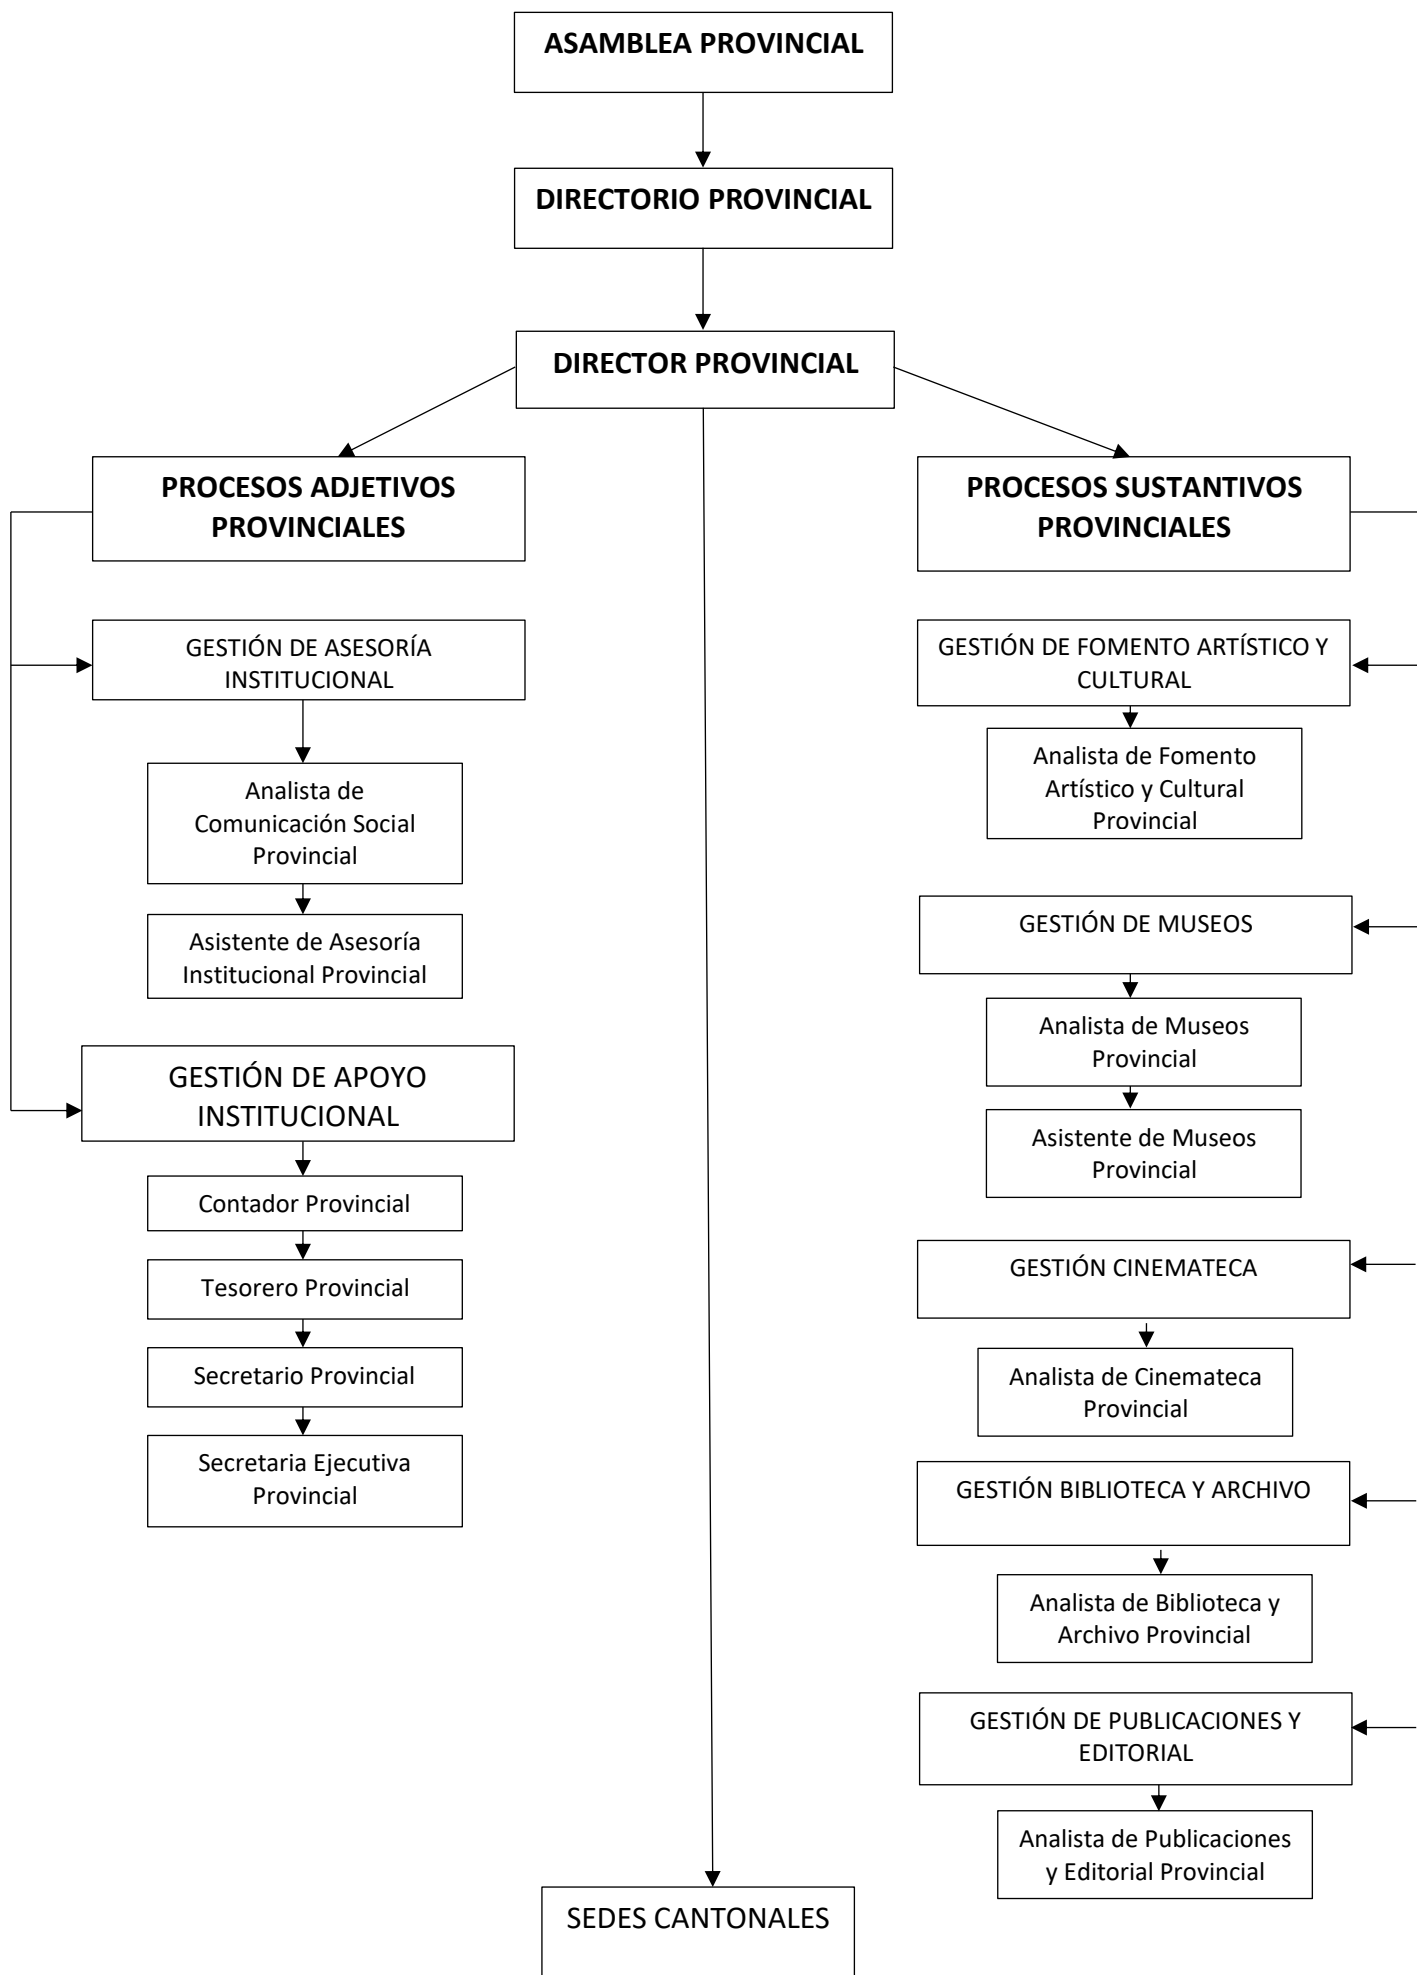 ASAMBLEA PROVINCIAL
DIRECTORIO PROVINCIAL
DIRECTOR PROVINCIAL
PROCESOS ADJETIVOS
PROVINCIALES
GESTIÓN DE ASESORÍA
INSTITUCIONAL
Analista de
Comunicación Social
Provincial
Asistente de Asesoría
Institucional Provincial
GESTIÓN DE APOYO
INSTITUCIONAL
Contador Provincial
Tesorero Provincial
Secretario Provincial
Secretaria Ejecutiva
Provincial
PROCESOS SUSTANTIVOS
PROVINCIALES
GESTIÓN DE FOMENTO ARTÍSTICO Y
CULTURAL
Analista de Fomento
Artístico y Cultural
Provincial
GESTIÓN DE MUSEOS
Analista de Museos
Provincial
Asistente de Museos
Provincial
GESTIÓN CINEMATECA
Analista de Cinemateca
Provincial
GESTIÓN BIBLIOTECA Y ARCHIVO
Analista de Biblioteca y
Archivo Provincial
GESTIÓN DE PUBLICACIONES Y
EDITORIAL
Analista de Publicaciones
y Editorial Provincial
SEDES CANTONALES